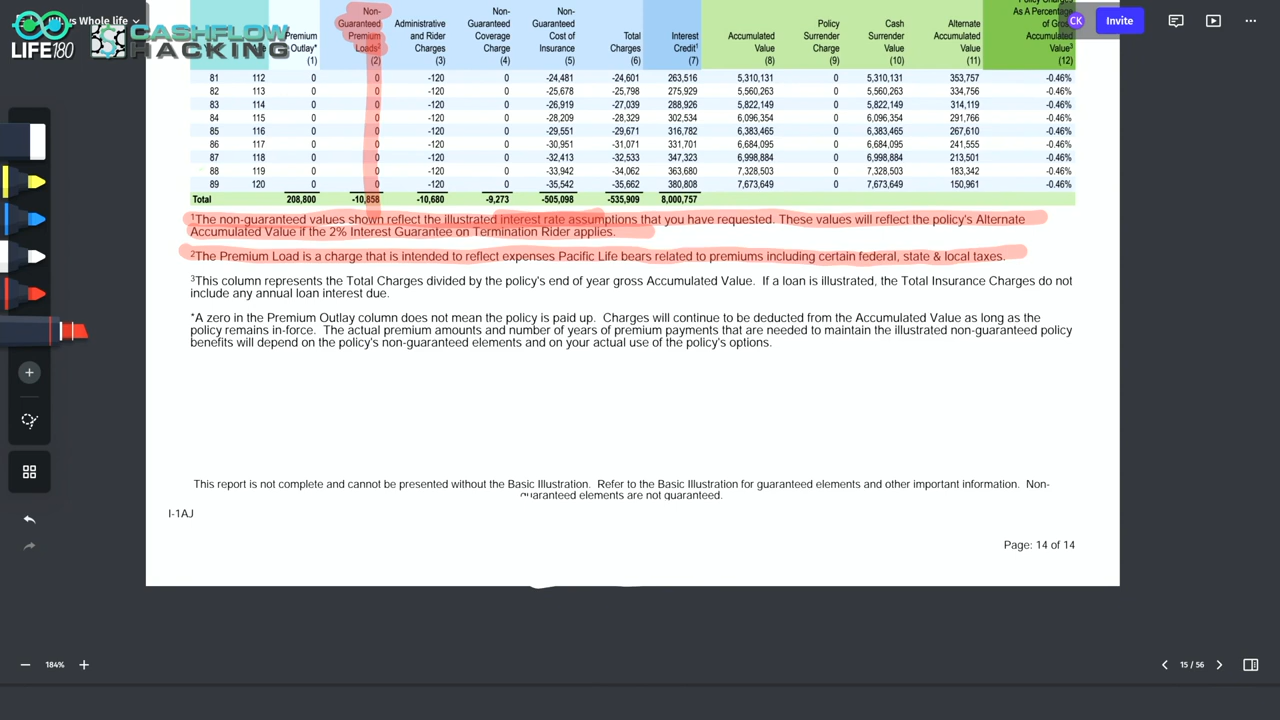 ys Whole life
LIFE180
CASHFLOW
HACKING
CK
Invite
Premium Outlay* (1)
Non-Guaranteed Premium Loads² (2)
Administrative and Rider Charges (3)
Non-Guaranteed Coverage Charge (4)
Non-Guaranteed Cost of Insurance (5)
Total Charges (6)
Interest Credit¹ (7)
Accumulated Value (8)
Policy Surrender Charge (9)
Cash Surrender Value (10)
Alternate Accumulated Value (11)
Policy Charges As A Percentage of Gross Accumulated Value³ (12)
81 112 0 0 -120 0 -24,481 -24,601 263,516 5,310,131 0 5,310,131 353,757 -0.46%
82 113 0 0 -120 0 -25,678 -25,798 275,929 5,560,263 0 5,560,263 334,756 -0.46%
83 114 0 0 -120 0 -26,919 -27,039 288,926 5,822,149 0 5,822,149 314,119 -0.46%
84 115 0 0 -120 0 -28,209 -28,329 302,534 6,096,354 0 6,096,354 291,766 -0.46%
85 116 0 0 -120 0 -29,551 -29,671 316,782 6,383,465 0 6,383,465 267,610 -0.46%
86 117 0 0 -120 0 -30,951 -31,071 331,701 6,684,095 0 6,684,095 241,555 -0.46%
87 118 0 0 -120 0 -32,413 -32,533 347,323 6,998,884 0 6,998,884 213,501 -0.46%
88 119 0 0 -120 0 -33,942 -34,062 363,680 7,328,503 0 7,328,503 183,342 -0.46%
89 120 0 0 -120 0 -35,542 -35,662 380,808 7,673,649 0 7,673,649 150,961 -0.46%
Total 208,800 -10,858 -10,680 -9,273 -505,098 -535,909 8,000,757
¹The non-guaranteed values shown reflect the illustrated interest rate assumptions that you have requested. These values will reflect the policy's Alternate
Accumulated Value if the 2% Interest Guarantee on Termination Rider applies.
²The Premium Load is a charge that is intended to reflect expenses Pacific Life bears related to premiums including certain federal, state & local taxes.
³This column represents the Total Charges divided by the policy's end of year gross Accumulated Value. If a loan is illustrated, the Total Insurance Charges do not
include any annual loan interest due.
*A zero in the Premium Outlay column does not mean the policy is paid up. Charges will continue to be deducted from the Accumulated Value as long as the
policy remains in-force. The actual premium amounts and number of years of premium payments that are needed to maintain the illustrated non-guaranteed policy
benefits will depend on the policy's non-guaranteed elements and on your actual use of the policy's options.
This report is not complete and cannot be presented without the Basic Illustration. Refer to the Basic Illustration for guaranteed elements and other important information. Non-
guaranteed elements are not guaranteed.
I-1AJ
Page: 14 of 14
184%
15 / 56